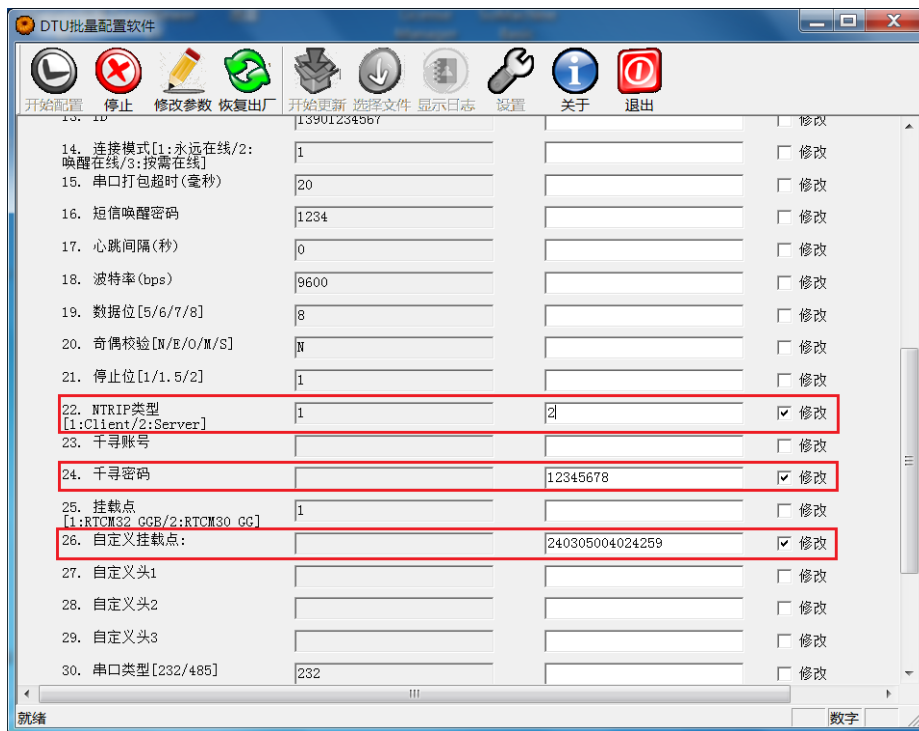 DTU批量配置软件
开始配置 停止 修改参数 恢复出厂 开始更新 选择文件 显示日志 设置 关于 退出
13. ID 13901234567 修改
14. 连接模式[1:永远在线/2:
唤醒在线/3:按需在线] 1 修改
15. 串口打包超时(毫秒) 20 修改
16. 短信唤醒密码 1234 修改
17. 心跳间隔(秒) 0 修改
18. 波特率(bps) 9600 修改
19. 数据位[5/6/7/8] 8 修改
20. 奇偶校验[N/E/O/M/S] N 修改
21. 停止位[1/1.5/2] 1 修改
22. NTRIP类型
[1:Client/2:Server] 1 2 修改
23. 千寻账号 修改
24. 千寻密码 12345678 修改
25. 挂载点
[1:RTCM32 GGB/2:RTCM30 GG] 1 修改
26. 自定义挂载点: 240305004024259 修改
27. 自定义头1 修改
28. 自定义头2 修改
29. 自定义头3 修改
30. 串口类型[232/485] 232 修改
就绪 数字